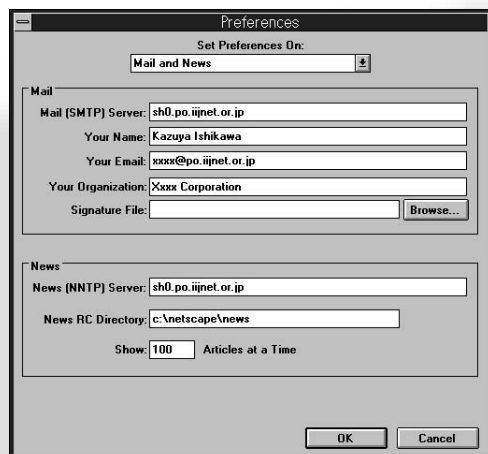 Preferences
Set Preferences On:
Mail and News
Mail
Mail (SMTP) Server: sh0.po.iijnet.or.jp
Your Name: Kazuya Ishikawa
Your Email: xxxx@po.iijnet.or.jp
Your Organization: Xxxx Corporation
Signature File: Browse...
News
News (NNTP) Server: sh0.po.iijnet.or.jp
News RC Directory: c:\netscape\news
Show: 100 Articles at a Time
OK Cancel